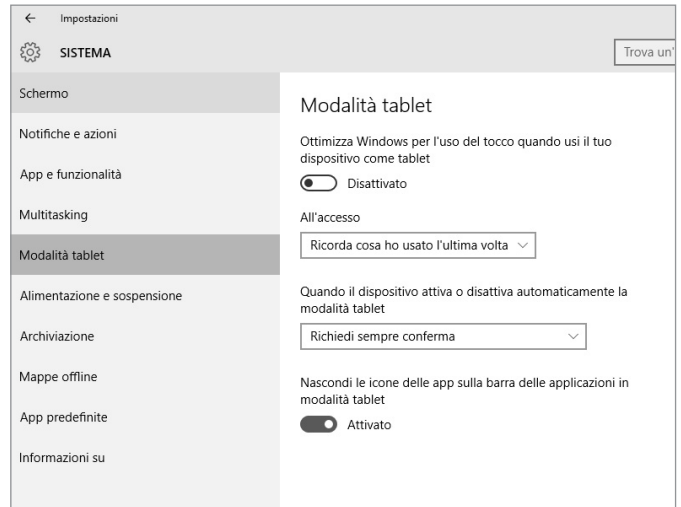 Impostazioni
SISTEMA
Trova un'
Schermo
Notifiche e azioni
App e funzionalità
Multitasking
Modalità tablet
Alimentazione e sospensione
Archiviazione
Mappe offline
App predefinite
Informazioni su
Modalità tablet
Ottimizza Windows per l'uso del tocco quando usi il tuo
dispositivo come tablet
Disattivato
All'accesso
Ricorda cosa ho usato l'ultima volta
Quando il dispositivo attiva o disattiva automaticamente la
modalità tablet
Richiedi sempre conferma
Nascondi le icone delle app sulla barra delle applicazioni in
modalità tablet
Attivato